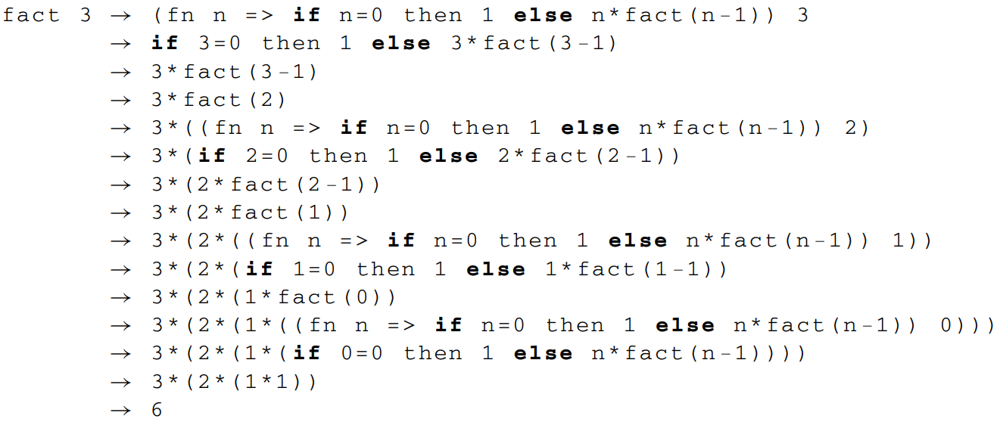 fact 3 → (fn n => if n=0 then 1 else n*fact(n-1)) 3
→ if 3=0 then 1 else 3*fact(3-1)
→ 3*fact(3-1)
→ 3*fact(2)
→ 3*((fn n => if n=0 then 1 else n*fact(n-1)) 2)
→ 3*(if 2=0 then 1 else 2*fact(2-1))
→ 3*(2*fact(2-1))
→ 3*(2*fact(1))
→ 3*(2*((fn n => if n=0 then 1 else n*fact(n-1)) 1))
→ 3*(2*(if 1=0 then 1 else 1*fact(1-1))
→ 3*(2*(1*fact(0))
→ 3*(2*(1*((fn n => if n=0 then 1 else n*fact(n-1)) 0)))
→ 3*(2*(1*(if 0=0 then 1 else n*fact(n-1))))
→ 3*(2*(1*1))
→ 6